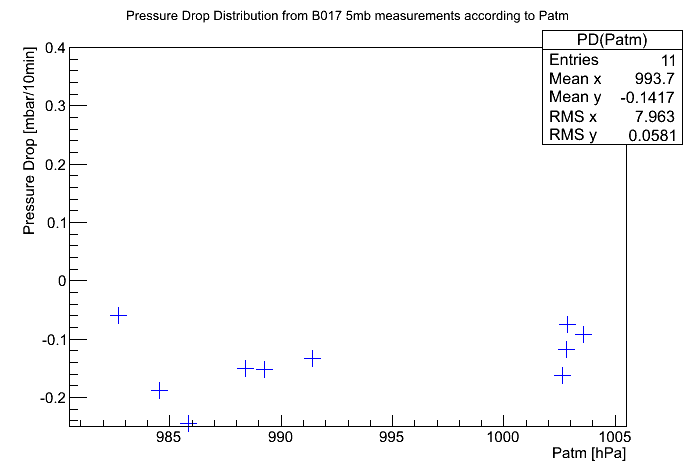 Pressure Drop Distribution from B017 5mb measurements according to Patm
PD(Patm)
Entries 11
Mean x 993.7
Mean y -0.1417
RMS x 7.963
RMS y 0.0581
Pressure Drop [mbar/10min]
0.4
0.3
0.2
0.1
0
-0.1
-0.2
985 990 995 1000 1005
Patm [hPa]